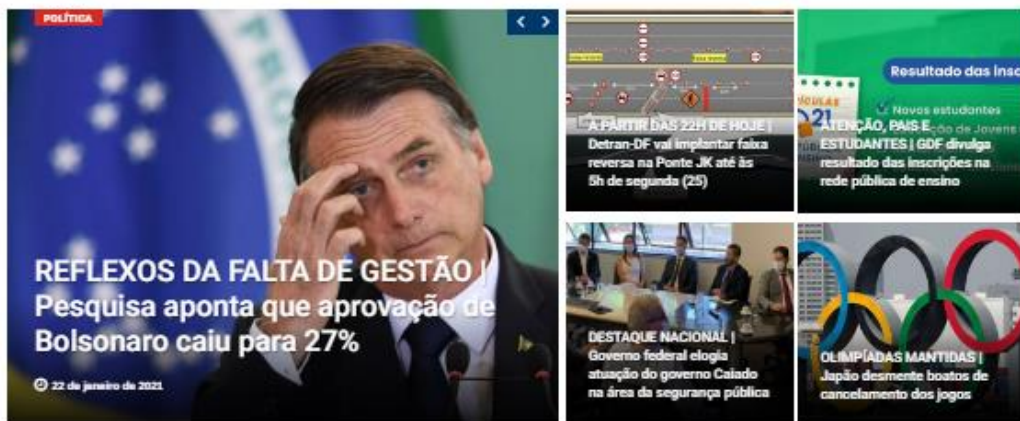 POLÍTICA
REFLEXOS DA FALTA DE GESTÃO |
Pesquisa aponta que aprovação de
Bolsonaro caiu para 27%
22 de janeiro de 2021
A PARTIR DAS 22H DE HOJE |
Detran-DF vai implantar faixa
reversa na Ponte JK até às
5h de segunda (25)
Resultado das insc
Novos estudantes
ção de Jovens
21
ATENÇÃO, PAIS E
ESTUDANTES | GDF divulga
resultado das inscrições na
rede pública de ensino
DESTAQUE NACIONAL |
Governo federal elogia
atuação do governo Caiado
na área da segurança pública
OLIMPÍADAS MANTIDAS |
Japão desmente boatos de
cancelamento dos jogos